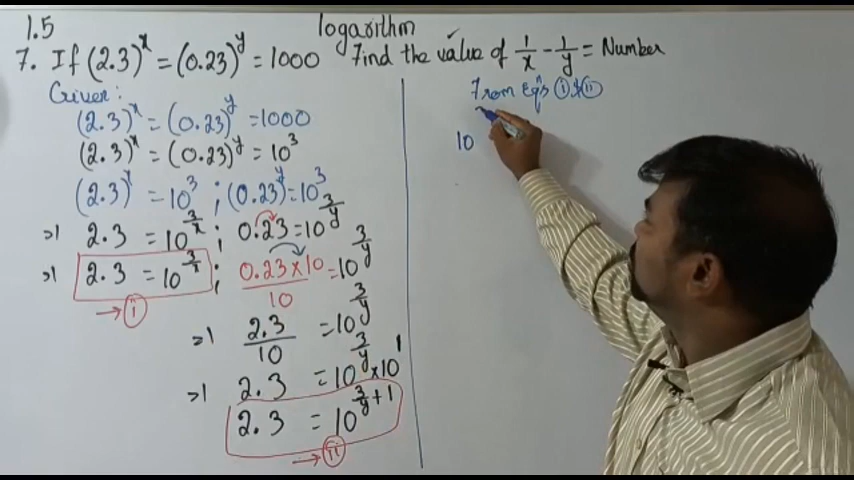 1.5
logarithm
7. If (2.3)^x = (0.23)^y = 1000 Find the value of 1/x - 1/y = Number
Given:
(2.3)^x = (0.23)^y = 1000
(2.3)^x = (0.23)^y = 10^3
(2.3)^x = 10^3 ; (0.23)^y = 10^3
⇒ 2.3 = 10^(3/x) ; 0.23 = 10^(3/y)
⇒ 2.3 = 10^(3/x) ; (0.23 × 10)/10 = 10^(3/y)
→ (i)
⇒ 2.3/10 = 10^(3/y)
⇒ 2.3 = 10^(3/y) × 10^1
2.3 = 10^(3/y + 1)
→ (ii)
From Eqns (i) & (ii)
10